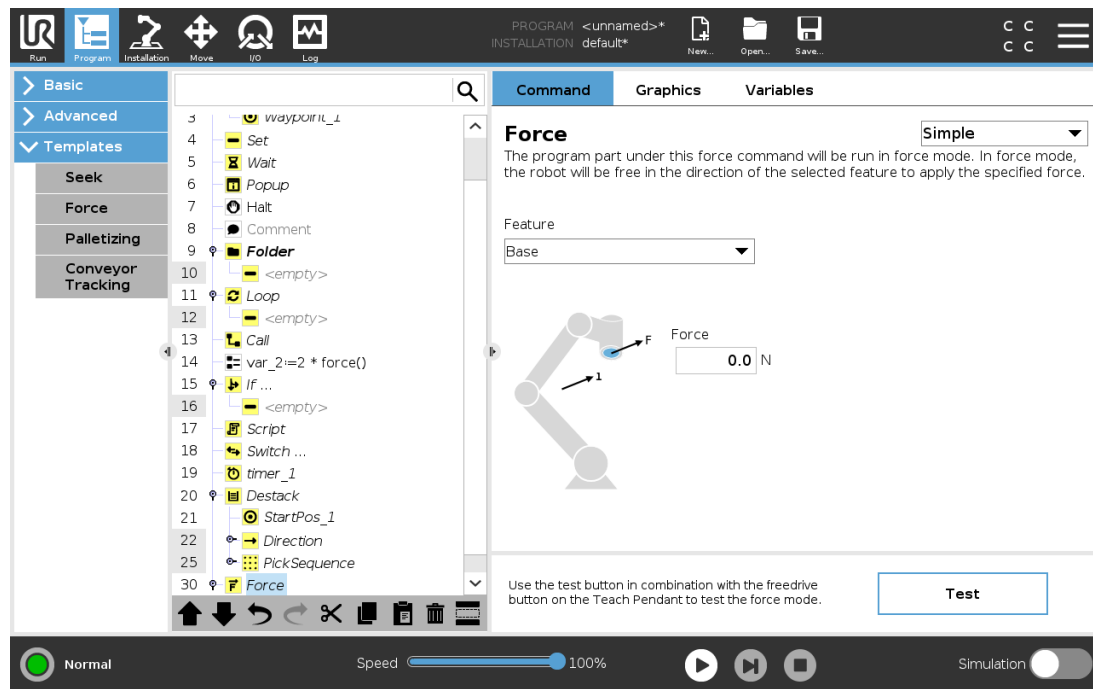 PROGRAM <unnamed>*
INSTALLATION default*
UR
Run
Program
Installation
Move
I/O
Log
New...
Open...
Save...
C C
C C
Basic
Advanced
Templates
Seek
Force
Palletizing
Conveyor
Tracking
3 Waypoint_1
4 Set
5 Wait
6 Popup
7 Halt
8 Comment
9 Folder
10 <empty>
11 Loop
12 <empty>
13 Call
14 var_2:=2 * force()
15 If ...
16 <empty>
17 Script
18 Switch ...
19 timer_1
20 Destack
21 StartPos_1
22 Direction
25 PickSequence
30 F Force
Command Graphics Variables
Force
Simple
The program part under this force command will be run in force mode. In force mode,
the robot will be free in the direction of the selected feature to apply the specified force.
Feature
Base
F
1
Force
0.0 N
Use the test button in combination with the freedrive
button on the Teach Pendant to test the force mode.
Test
Normal
Speed 100%
Simulation